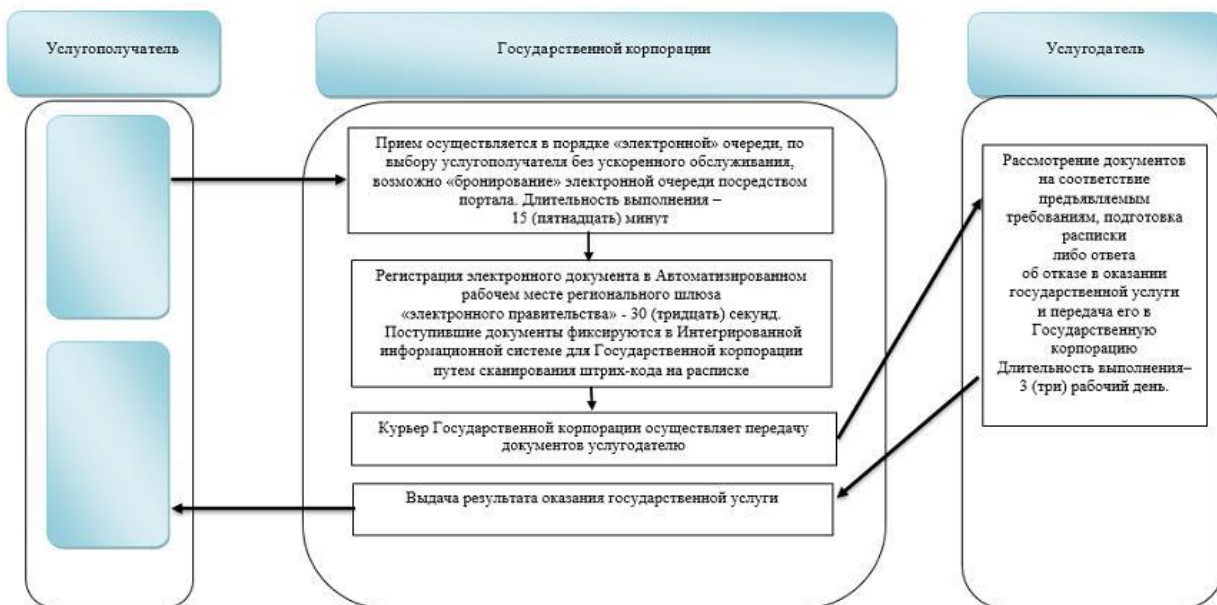 Услугополучатель
Государственной корпорации
Услугодатель
Прием осуществляется в порядке «электронной» очереди, по
выбору услугополучателя без ускоренного обслуживания,
возможно «бронирование» электронной очереди посредством
портала. Длительность выполнения –
15 (пятнадцать) минут
Регистрация электронного документа в Автоматизированном
рабочем месте регионального шлюза
«электронного правительства» - 30 (тридцать) секунд.
Поступившие документы фиксируются в Интегрированной
информационной системе для Государственной корпорации
путем сканирования штрих-кода на расписке
Курьер Государственной корпорации осуществляет передачу
документов услугодателю
Выдача результата оказания государственной услуги
Рассмотрение документов
на соответствие
предъявляемым
требованиям, подготовка
расписки
либо ответа
об отказе в оказании
государственной услуги
и передача его в
Государственную
корпорацию
Длительность выполнения–
3 (три) рабочий день.